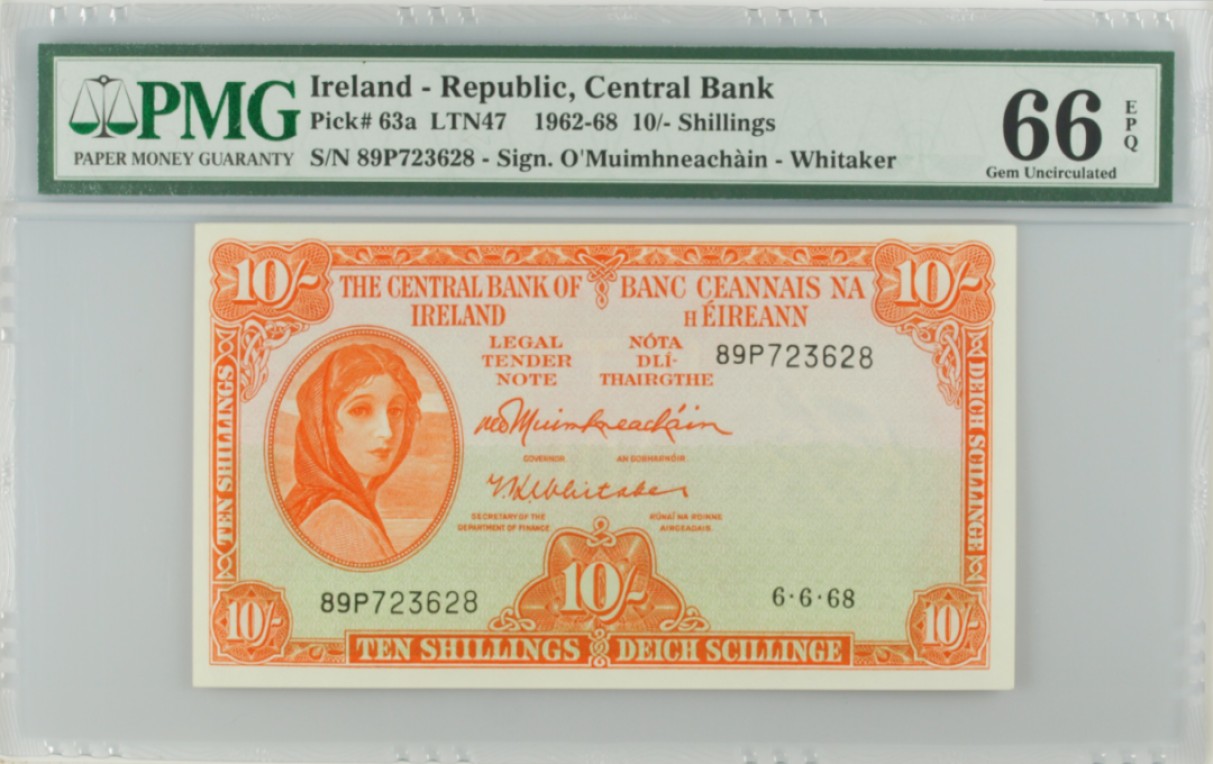 PMG
PAPER MONEY GUARANTY
Ireland - Republic, Central Bank
Pick# 63a LTN47 1962-68 10/- Shillings
S/N 89P723628 - Sign. O'Muimhneachàin - Whitaker
66
EPQ
Gem Uncirculated
10/-
10/-
THE CENTRAL BANK OF
IRELAND
BANC CEANNAIS NA
H ÉIREANN
LEGAL
TENDER
NOTE
NÓTA
DLÍ-
THAIRGTHE
89P723628
TEN SHILLINGS
DEICH SCILLINGE
GOVERNOR
AN GOBHARNÓIR
T.K.Whitaker
SECRETARY OF THE
DEPARTMENT OF FINANCE
RÚNAÍ NA ROINNE
AIRGEADAIS
89P723628
10/-
6·6·68
10/-
10/-
TEN SHILLINGS
DEICH SCILLINGE